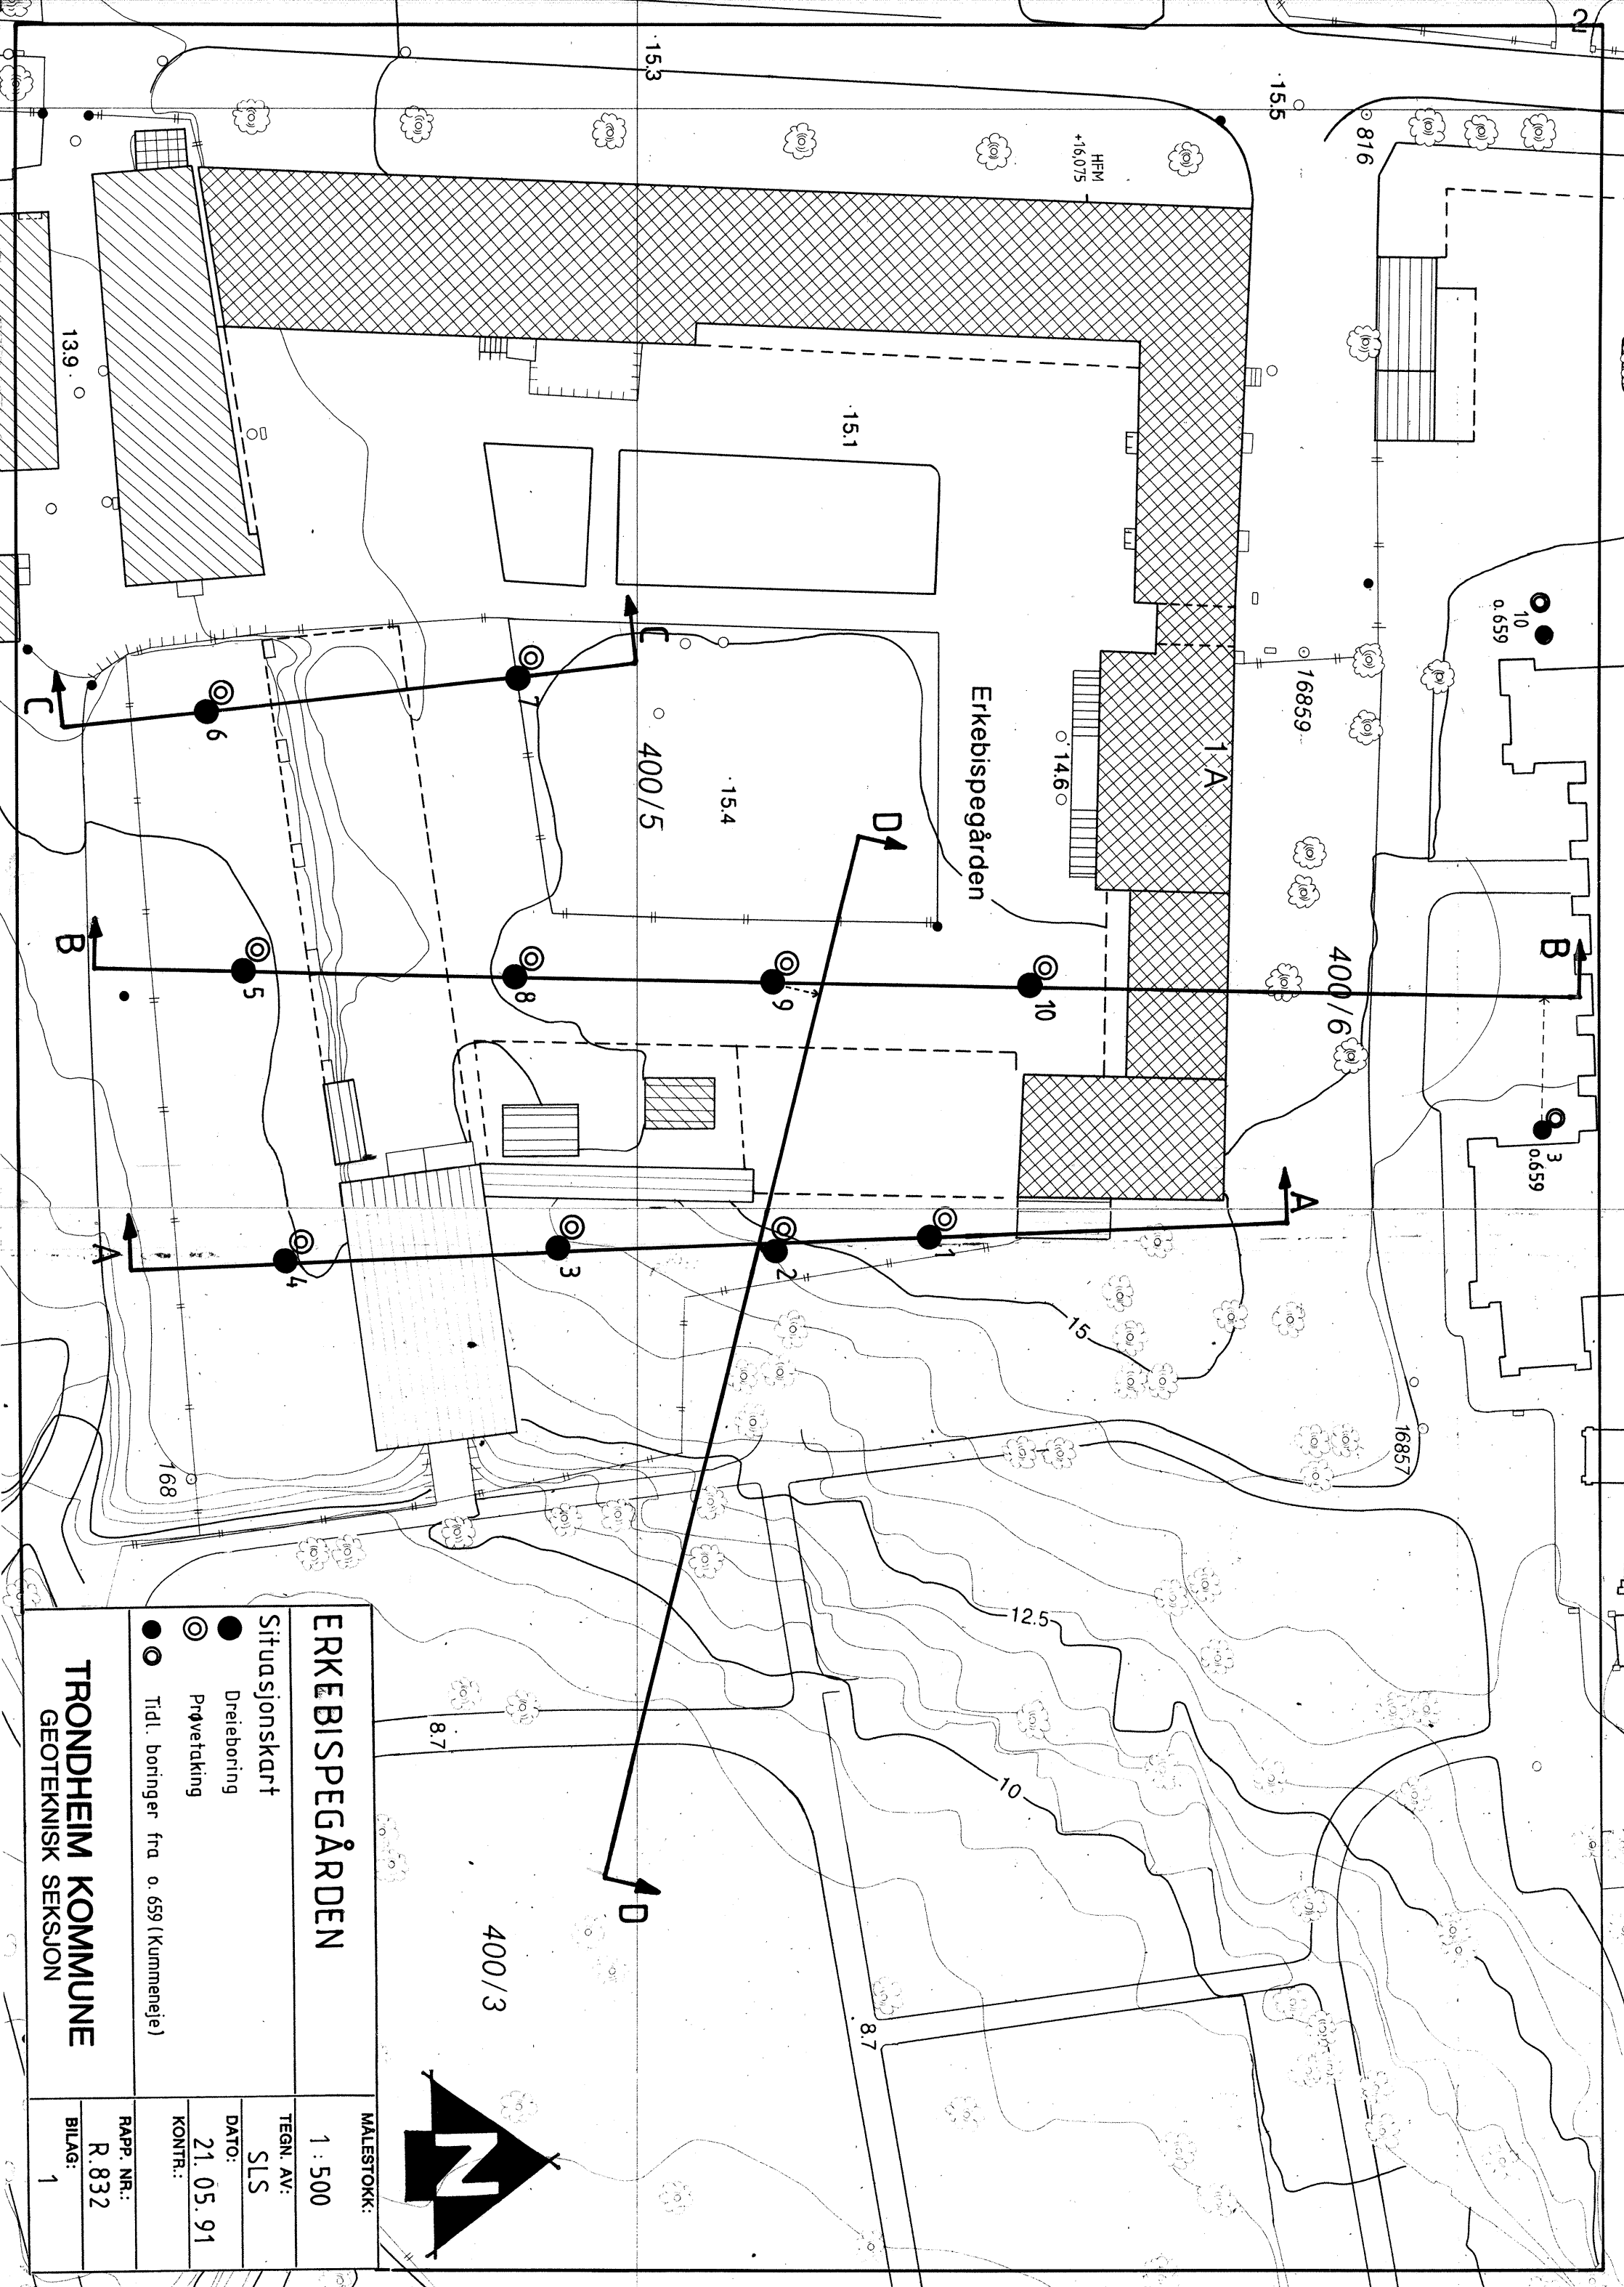 2
15.3
15.5
816
HFM
+16,075
13.9
15.1
10
o.659
C
C
6
7
16859
1 A
Erkebispegården
14.6
400/5
15.4
D
B
B
5
8
9
10
400/6
3
o.659
A
A
4
3
2
1
15
16857
168
12.5
10
8.7
8.7
D
400/3
N
ERKEBISPEGÅRDEN
Situasjonskart
Dreieboring
Prøvetaking
Tidl. boringer fra o. 659 (Kummeneje)
TRONDHEIM KOMMUNE
GEOTEKNISK SEKSJON
MÅLESTOKK:
1 : 500
TEGN. AV:
SLS
DATO:
21. 05. 91
KONTR.:
RAPP. NR.:
R. 832
BILAG:
1